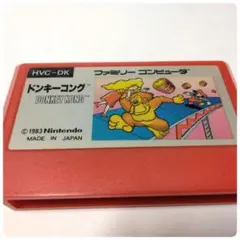 HVC-DK
ファミリー コンピュータ
ドンキーコング
DONKEY KONG
©1983 Nintendo
MADE IN JAPAN